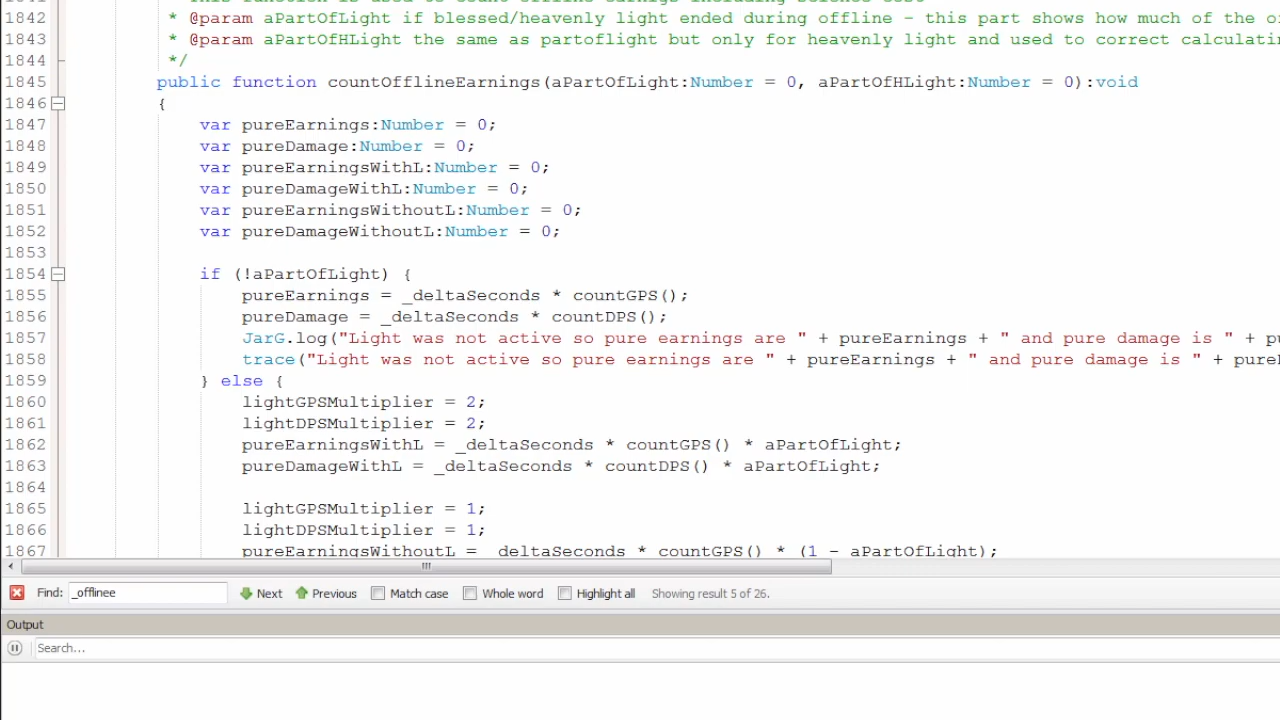 1842 * @param aPartOfLight if blessed/heavenly light ended during offline - this part shows how much of the
1843 * @param aPartOfHLight the same as partoflight but only for heavenly light and used to correct
1844 */
1845 public function countOfflineEarnings(aPartOfLight:Number = 0, aPartOfHLight:Number = 0):void
1846 {
1847 var pureEarnings:Number = 0;
1848 var pureDamage:Number = 0;
1849 var pureEarningsWithL:Number = 0;
1850 var pureDamageWithL:Number = 0;
1851 var pureEarningsWithoutL:Number = 0;
1852 var pureDamageWithoutL:Number = 0;
1853
1854 if (!aPartOfLight) {
1855 pureEarnings = _deltaSeconds * countGPS();
1856 pureDamage = _deltaSeconds * countDPS();
1857 JarG.log("Light was not active so pure earnings are " + pureEarnings + " and pure damage is " +
1858 trace("Light was not active so pure earnings are " + pureEarnings + " and pure damage is " +
1859 } else {
1860 lightGPSMultiplier = 2;
1861 lightDPSMultiplier = 2;
1862 pureEarningsWithL = _deltaSeconds * countGPS() * aPartOfLight;
1863 pureDamageWithL = _deltaSeconds * countDPS() * aPartOfLight;
1864
1865 lightGPSMultiplier = 1;
1866 lightDPSMultiplier = 1;
1867 pureEarningsWithoutL = _deltaSeconds * countGPS() * (1 - aPartOfLight);
Find: _offlinee Next Previous Match case Whole word Highlight all Showing result 5 of 26.
Output
Search...